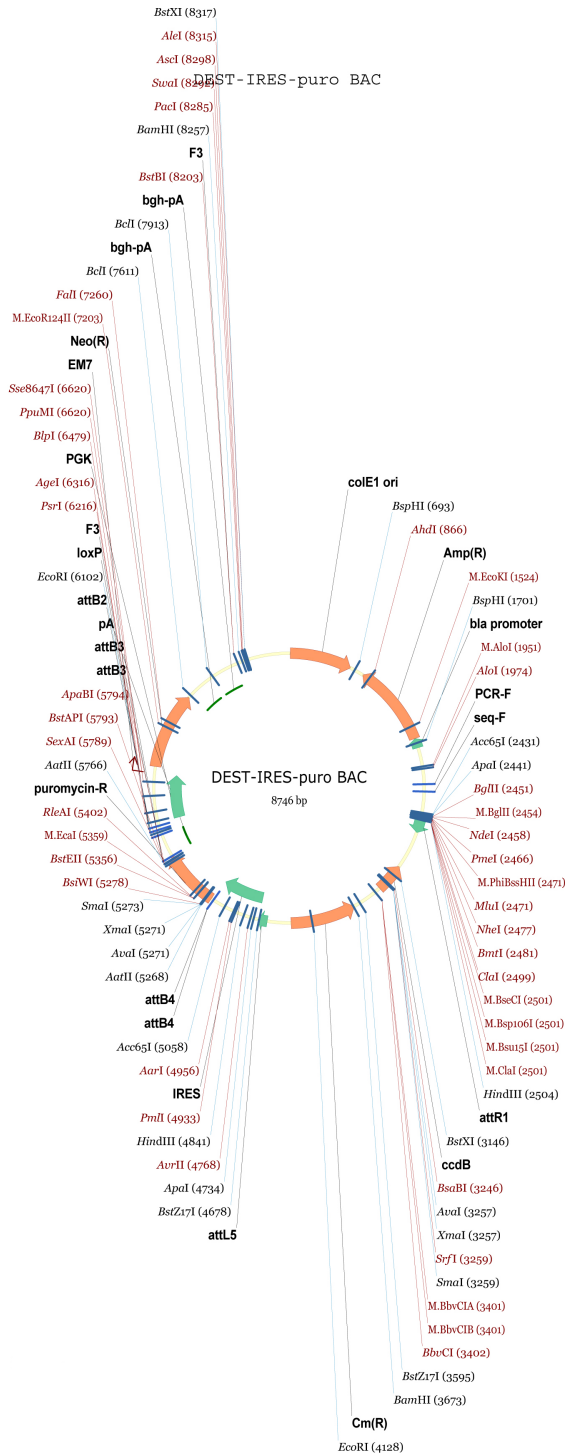 BstXI (8317)
AleI (8315)
AscI (8298)
DEST-IRES-puro BAC
SwaI (8292)
PacI (8285)
BamHI (8257)
F3
BstBI (8203)
bgh-pA
BclI (7913)
bgh-pA
BclI (7611)
FalI (7260)
M.EcoR124II (7203)
Neo(R)
EM7
Sse8647I (6620)
PpuMI (6620)
BlpI (6479)
PGK
AgeI (6316)
PsrI (6216)
F3
loxP
EcoRI (6102)
attB2
pA
attB3
attB3
ApaBI (5794)
BstAPI (5793)
SexAI (5789)
AatII (5766)
puromycin-R
RleAI (5402)
M.EcaI (5359)
BstEII (5356)
BsiWI (5278)
SmaI (5273)
XmaI (5271)
AvaI (5271)
AatII (5268)
attB4
attB4
Acc65I (5058)
AarI (4956)
IRES
PmlI (4933)
HindIII (4841)
AvrII (4768)
ApaI (4734)
BstZ17I (4678)
attL5
colE1 ori
BspHI (693)
AhdI (866)
Amp(R)
M.EcoKI (1524)
BspHI (1701)
bla promoter
M.AloI (1951)
AloI (1974)
PCR-F
seq-F
Acc65I (2431)
ApaI (2441)
BglII (2451)
M.BglII (2454)
NdeI (2458)
PmeI (2466)
M.PhiBssHII (2471)
MluI (2471)
NheI (2477)
BmtI (2481)
ClaI (2499)
M.BseCI (2501)
M.Bsp106I (2501)
M.Bsu15I (2501)
M.ClaI (2501)
HindIII (2504)
attR1
BstXI (3146)
ccdB
BsaBI (3246)
AvaI (3257)
XmaI (3257)
SrfI (3259)
SmaI (3259)
M.BbvCIA (3401)
M.BbvCIB (3401)
BbvCI (3402)
BstZ17I (3595)
BamHI (3673)
Cm(R)
EcoRI (4128)
DEST-IRES-puro BAC
8746 bp